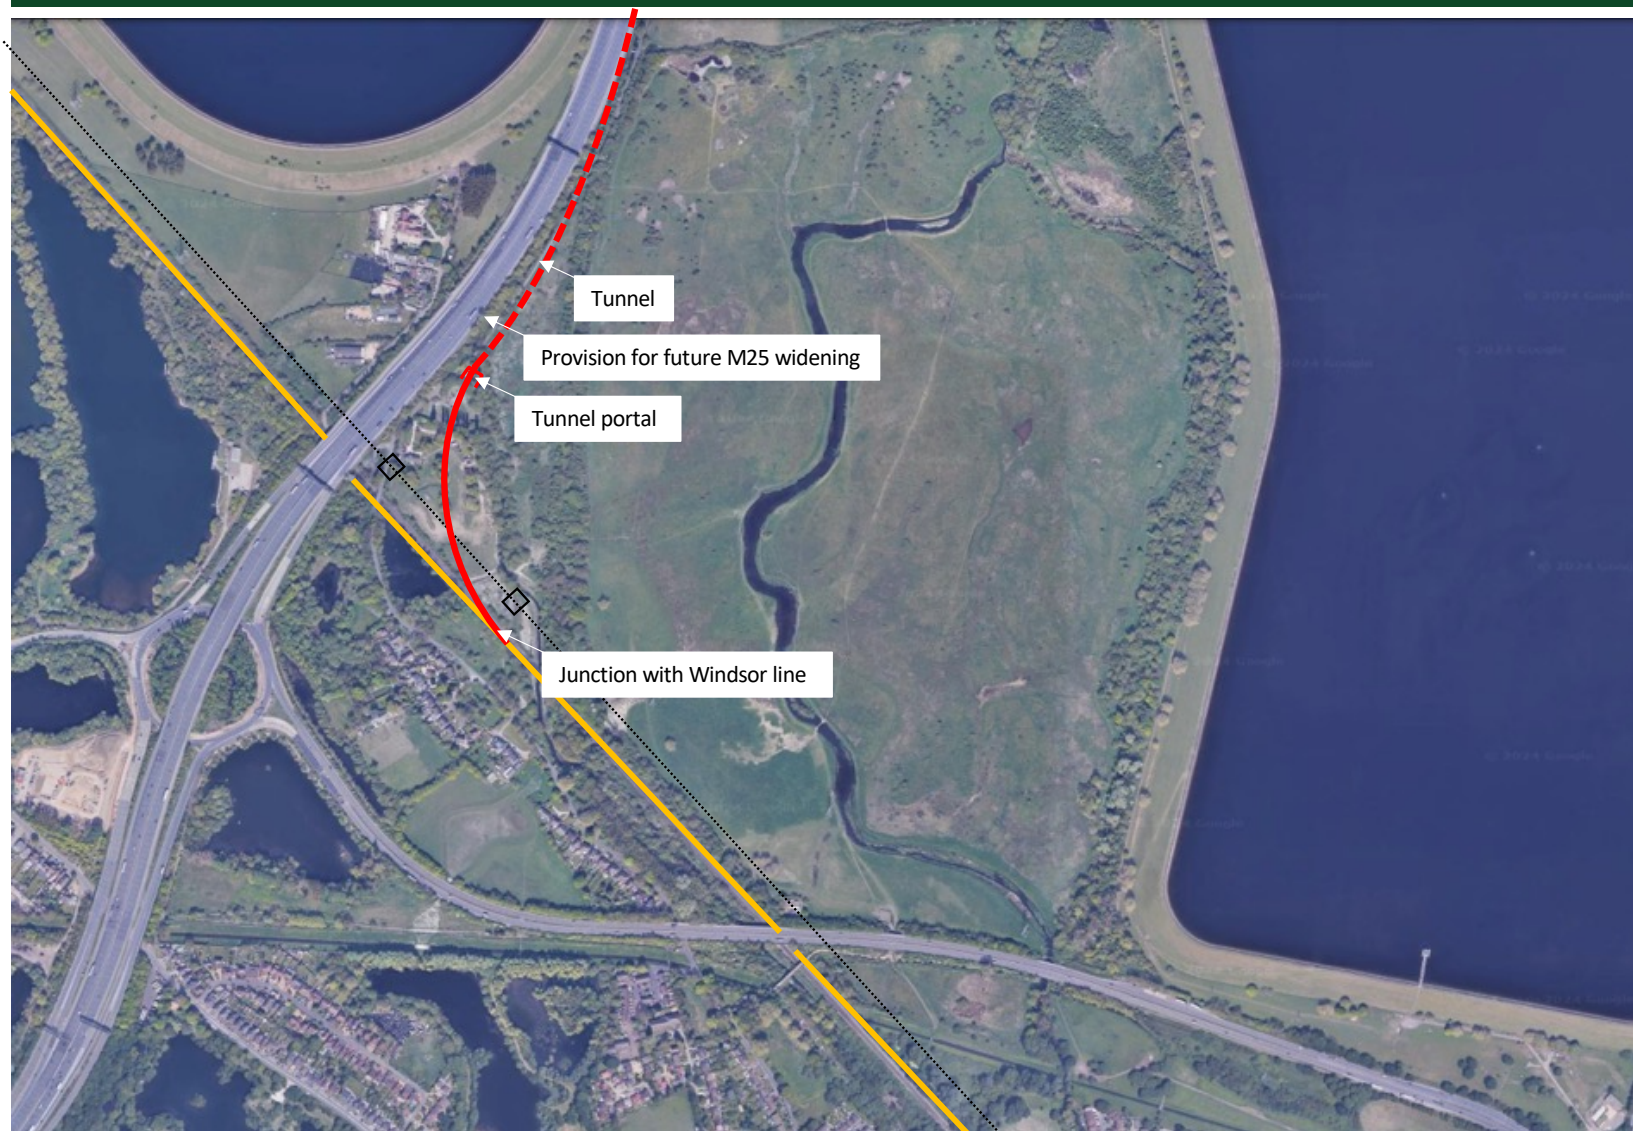 Tunnel
Provision for future M25 widening
Tunnel portal
Junction with Windsor line